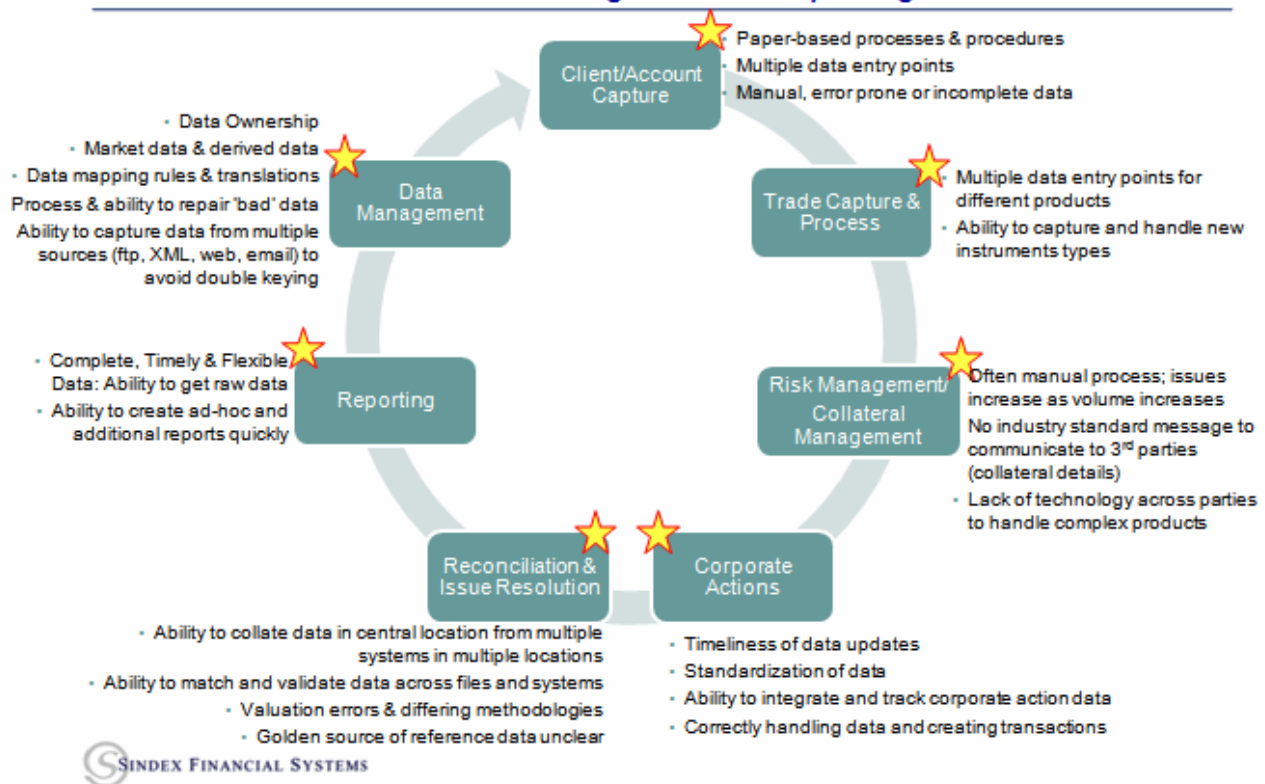 Client/Account
Capture
• Paper-based processes & procedures
• Multiple data entry points
• Manual, error prone or incomplete data
Trade Capture &
Process
• Multiple data entry points for
different products
• Ability to capture and handle new
instruments types
Risk Management/
Collateral
Management
Often manual process; issues
increase as volume increases
No industry standard message to
communicate to 3rd parties
(collateral details)
• Lack of technology across parties
to handle complex products
Corporate
Actions
• Timeliness of data updates
• Standardization of data
• Ability to integrate and track corporate action data
• Correctly handling data and creating transactions
Reconciliation &
Issue Resolution
• Ability to collate data in central location from multiple
systems in multiple locations
• Ability to match and validate data across files and systems
• Valuation errors & differing methodologies
• Golden source of reference data unclear
Reporting
• Complete, Timely & Flexible
Data: Ability to get raw data
• Ability to create ad-hoc and
additional reports quickly
Data
Management
• Data Ownership
• Market data & derived data
• Data mapping rules & translations
Process & ability to repair 'bad' data
Ability to capture data from multiple
sources (ftp, XML, web, email) to
avoid double keying
SINDEX FINANCIAL SYSTEMS